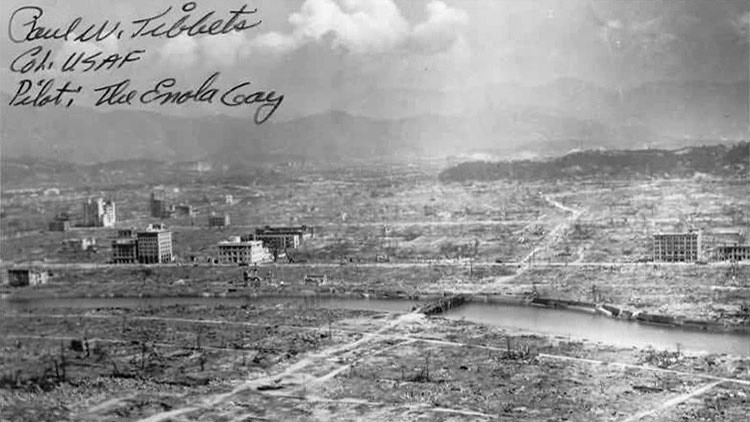 Paul W. Tibbets
Col. USAF
Pilot: The Enola Gay